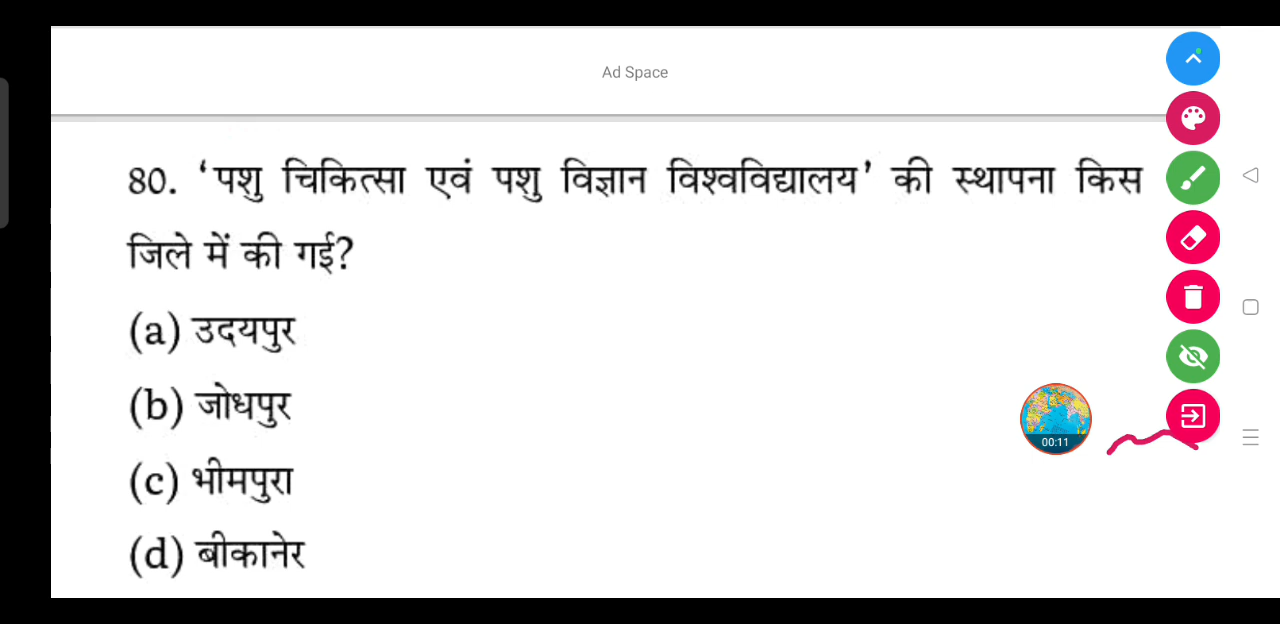 Ad Space
80. ‘पशु चिकित्सा एवं पशु विज्ञान विश्वविद्यालय’ की स्थापना किस
जिले में की गई?
(a) उदयपुर
(b) जोधपुर
(c) भीमपुरा
(d) बीकानेर
00:11